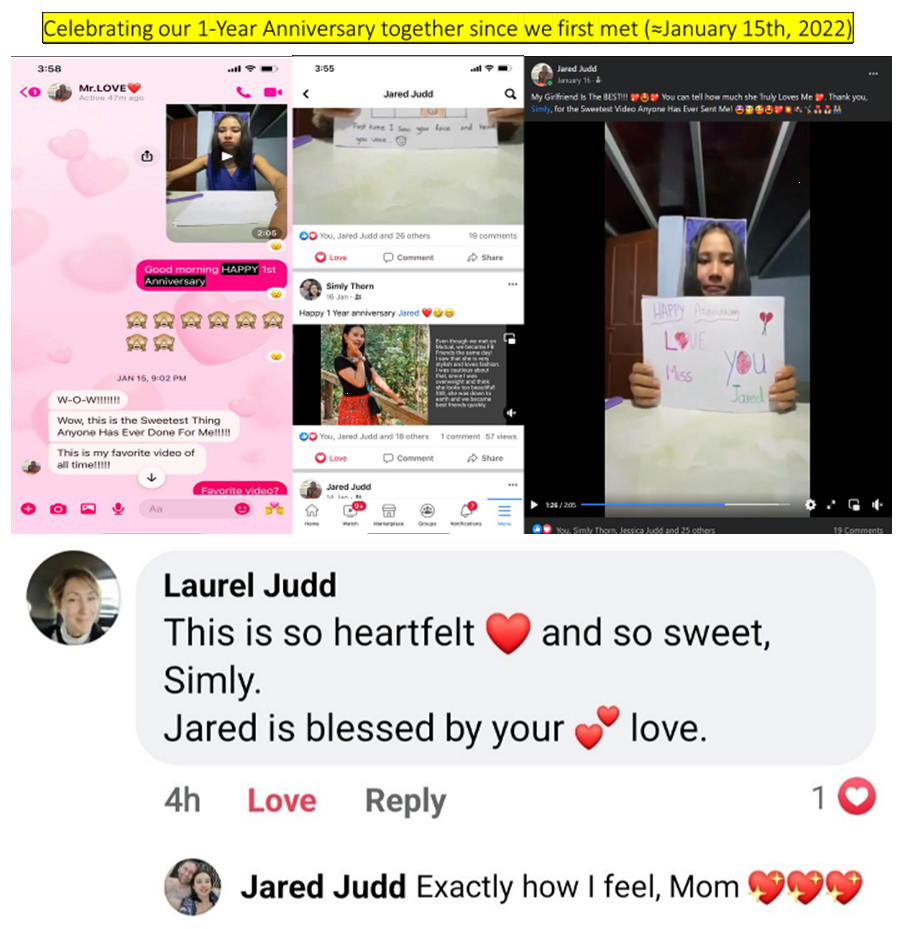 Celebrating our 1-Year Anniversary together since we first met (≈January 15th, 2022)
3:58
1
Mr.LOVE❤️
Active 47m ago
2:05
Good morning HAPPY 1st
Anniversary
JAN 15, 9:02 PM
W-O-W!!!!!!!
Wow, this is the Sweetest Thing
Anyone Has Ever Done For Me!!!!!
This is my favorite video of
all time!!!!!
Favorite video?
Aa
3:55
Jared Judd
First time I saw your face and heard
you voice.
You, Jared Judd and 26 others
19 comments
Love
Comment
Share
Simly Thorn
16 Jan
Happy 1 Year anniversary Jared ❤️🤣😄
Even though we met on
Mutual, we became FB
Friends the same day!
I saw that she is very
stylish and loves fashion.
I was cautious about
that, since I was
overweight and think
she looks too beautiful!
Still, she was down to
earth and we became
best friends quickly.
You, Jared Judd and 18 others
1 comment 57 views
Love
Comment
Share
Jared Judd
Home
Watch
9+
Marketplace
Groups
Notifications
7
Menu
Jared Judd
January 16
My Girlfriend Is The BEST!!! You can tell how much she Truly Loves Me. Thank you,
Simly, for the Sweetest Video Anyone Has Ever Sent Me!
HAPPY Anniversary
LOVE
YOU
Miss
Jared
1:26 / 2:05
You, Simly Thorn, Jessica Judd and 25 others
19 Comments
Laurel Judd
This is so heartfelt ❤️ and so sweet,
Simly.
Jared is blessed by your 💕 love.
4h Love Reply
1
Jared Judd Exactly how I feel, Mom 💖💖💖